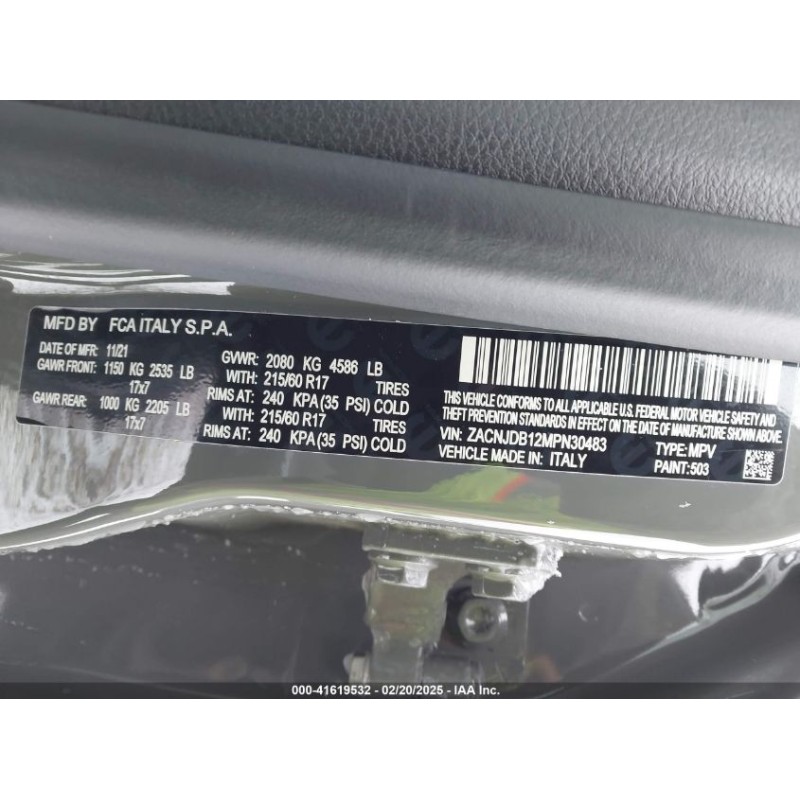 MFD BY FCA ITALY S.P.A.
DATE OF MFR: 11/21
GVWR: 2080 KG 4586 LB
GAWR FRONT: 1150 KG 2535 LB
WITH: 215/60 R17 TIRES
17x7
RIMS AT: 240 KPA(35 PSI) COLD
GAWR REAR: 1000 KG 2205 LB
WITH: 215/60 R17 TIRES
17x7
RIMS AT: 240 KPA (35 PSI) COLD
THIS VEHICLE CONFORMS TO ALL APPLICABLE U.S. FEDERAL MOTOR VEHICLE SAFETY AND
THEFT PREVENTION STANDARDS IN EFFECT ON THE DATE OF MANUFACTURE SHOWN ABOVE.
VIN: ZACNJDB12MPN30483 TYPE: MPV
VEHICLE MADE IN: ITALY PAINT:503
000-41619532 - 02/20/2025 - IAA Inc.